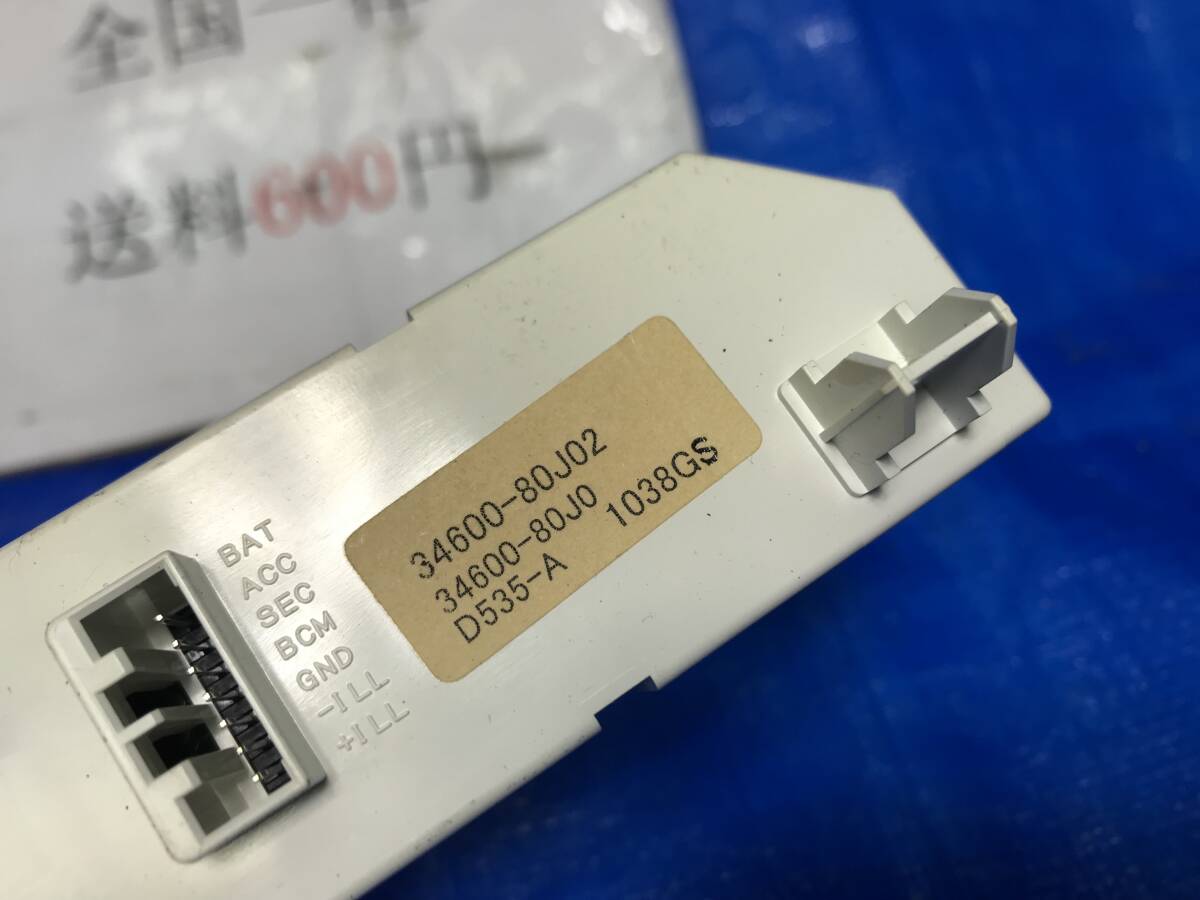 全国一律
送料600円
34600-80J02
34600-80J0
D535-A 1038GS
BAT
ACC
SEC
BCM
GND
-ILL
+ILL